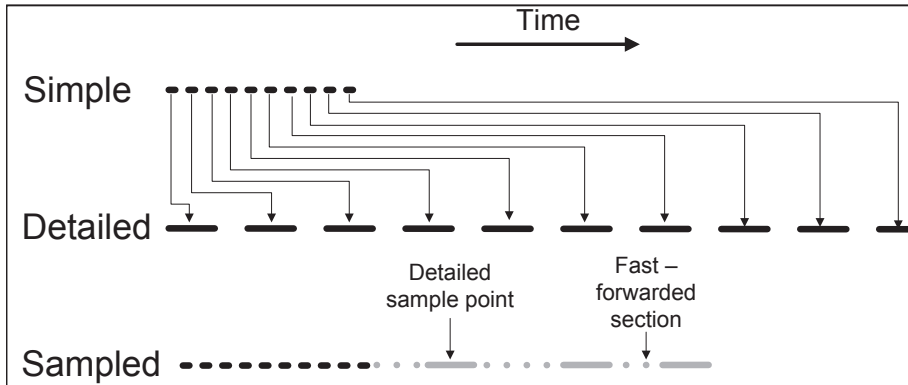 Time
Simple
Detailed
Detailed
sample point
Fast –
forwarded
section
Sampled